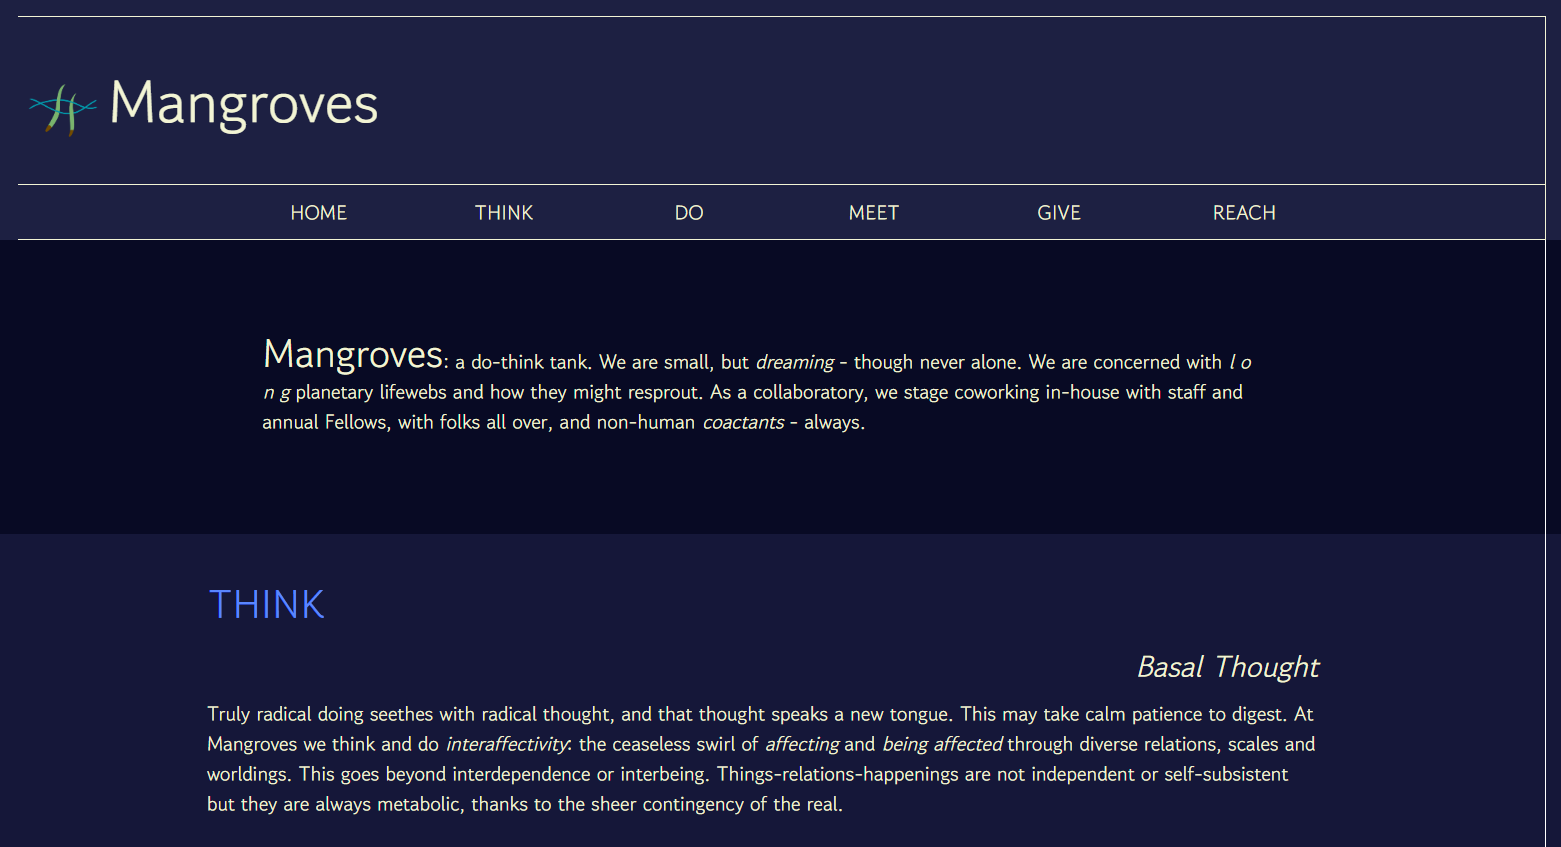 Mangroves
HOME THINK DO MEET GIVE REACH
Mangroves: a do-think tank. We are small, but dreaming - though never alone. We are concerned with l o
n g planetary lifewebs and how they might resprout. As a collaboratory, we stage coworking in-house with staff and
annual Fellows, with folks all over, and non-human coactants - always.
THINK
Basal Thought
Truly radical doing seethes with radical thought, and that thought speaks a new tongue. This may take calm patience to digest. At
Mangroves we think and do interaffectivity: the ceaseless swirl of affecting and being affected through diverse relations, scales and
worldings. This goes beyond interdependence or interbeing. Things-relations-happenings are not independent or self-subsistent
but they are always metabolic, thanks to the sheer contingency of the real.